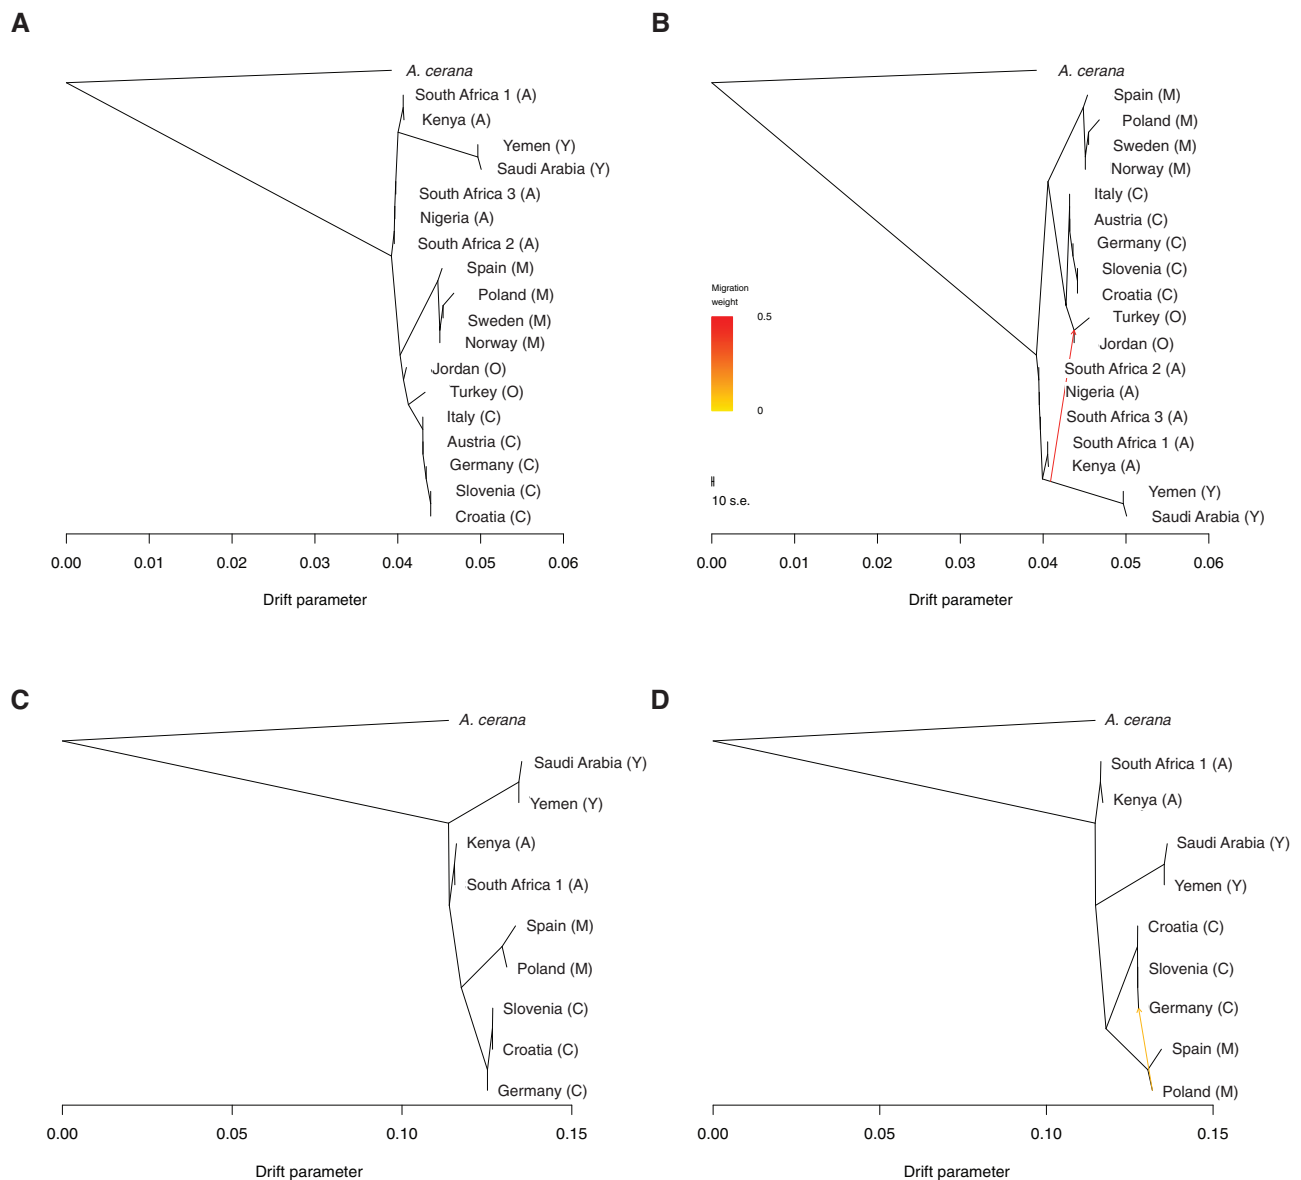 A
A. cerana
South Africa 1 (A)
Kenya (A)
Yemen (Y)
Saudi Arabia (Y)
South Africa 3 (A)
Nigeria (A)
South Africa 2 (A)
Spain (M)
Poland (M)
Sweden (M)
Norway (M)
Jordan (O)
Turkey (O)
Italy (C)
Austria (C)
Germany (C)
Slovenia (C)
Croatia (C)
0.00 0.01 0.02 0.03 0.04 0.05 0.06
Drift parameter
B
A. cerana
Spain (M)
Poland (M)
Sweden (M)
Norway (M)
Italy (C)
Austria (C)
Germany (C)
Slovenia (C)
Croatia (C)
Turkey (O)
Jordan (O)
South Africa 2 (A)
Nigeria (A)
South Africa 3 (A)
South Africa 1 (A)
Kenya (A)
Yemen (Y)
Saudi Arabia (Y)
Migration
weight
0.5
0
10 s.e.
0.00 0.01 0.02 0.03 0.04 0.05 0.06
Drift parameter
C
A. cerana
Saudi Arabia (Y)
Yemen (Y)
Kenya (A)
South Africa 1 (A)
Spain (M)
Poland (M)
Slovenia (C)
Croatia (C)
Germany (C)
0.00 0.05 0.10 0.15
Drift parameter
D
A. cerana
South Africa 1 (A)
Kenya (A)
Saudi Arabia (Y)
Yemen (Y)
Croatia (C)
Slovenia (C)
Germany (C)
Spain (M)
Poland (M)
0.00 0.05 0.10 0.15
Drift parameter